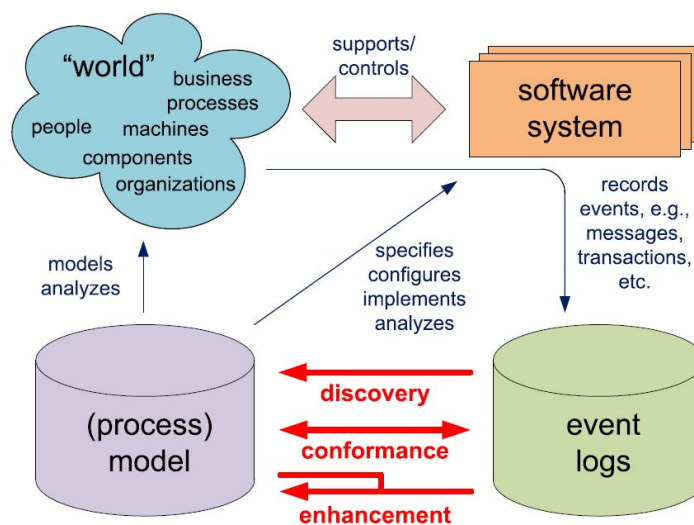 “world”
business
processes
people
machines
components
organizations
supports/
controls
software
system
records
events, e.g.,
messages,
transactions,
etc.
models
analyzes
specifies
configures
implements
analyzes
(process)
model
discovery
conformance
enhancement
event
logs